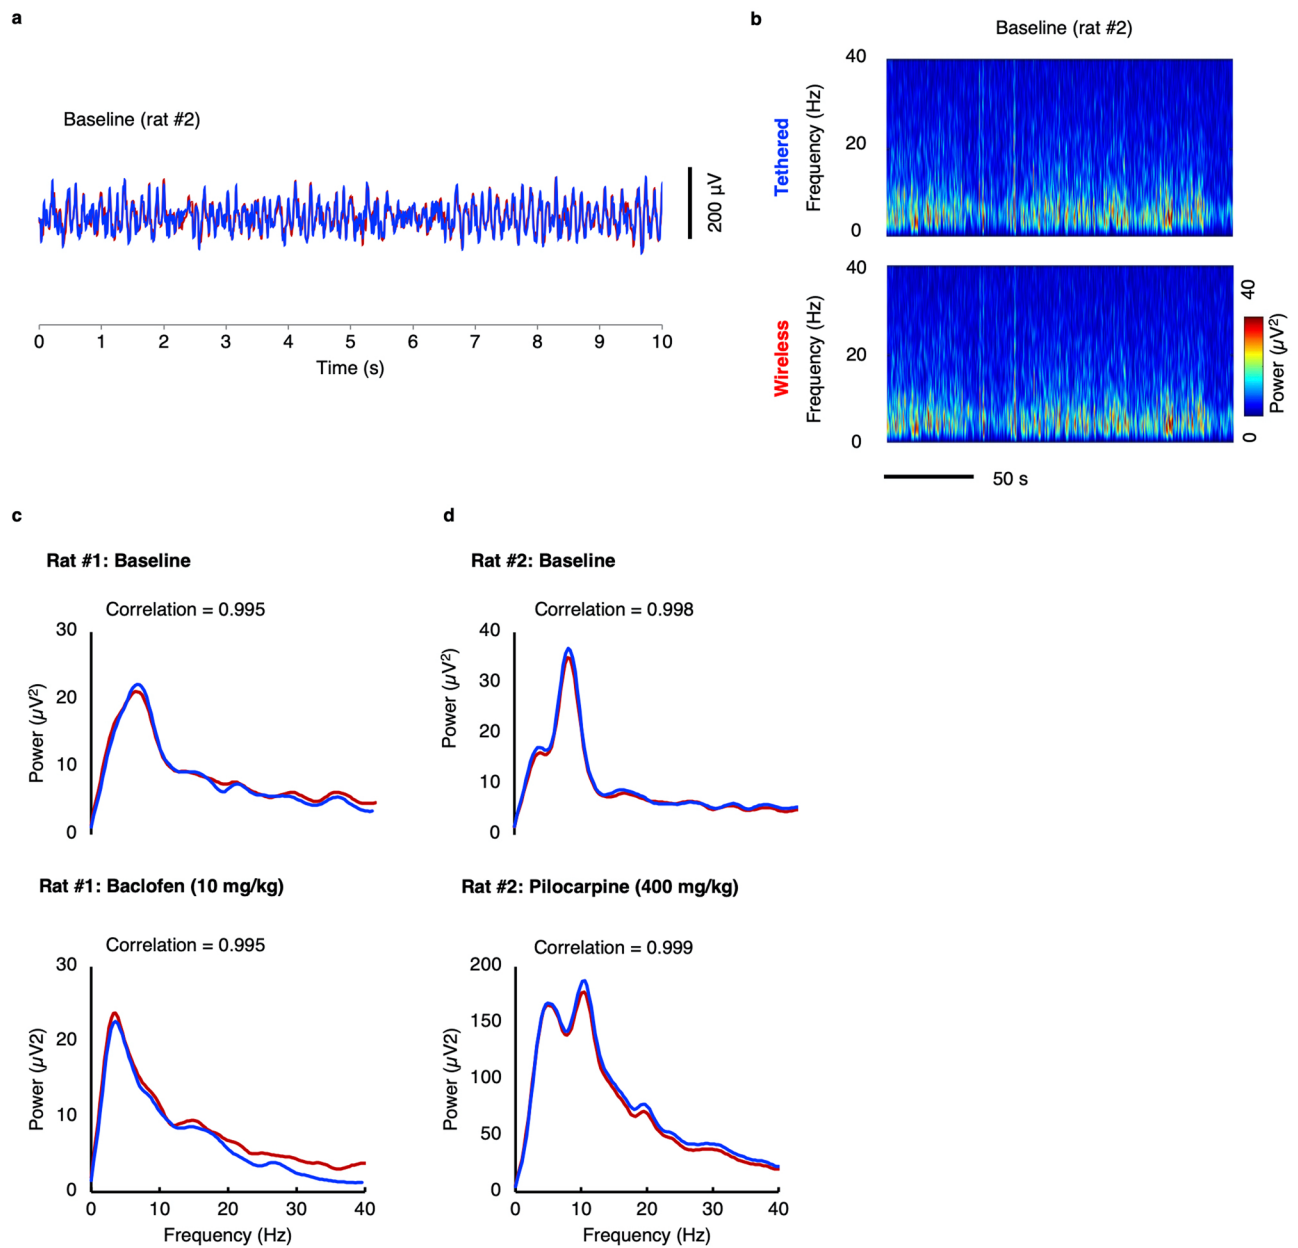 a
Baseline (rat #2)
200 µV
0 1 2 3 4 5 6 7 8 9 10
Time (s)
b
Baseline (rat #2)
Tethered
Frequency (Hz)
40
20
0
Wireless
Frequency (Hz)
40
20
0
40
Power (µV²)
0
50 s
c
Rat #1: Baseline
Correlation = 0.995
Power (µV²)
30
20
10
0
Rat #1: Baclofen (10 mg/kg)
Correlation = 0.995
Power (µV2)
30
20
10
0
0 10 20 30 40
Frequency (Hz)
d
Rat #2: Baseline
Correlation = 0.998
Power (µV²)
40
30
20
10
0
Rat #2: Pilocarpine (400 mg/kg)
Correlation = 0.999
Power (µV2)
200
150
100
50
0
0 10 20 30 40
Frequency (Hz)